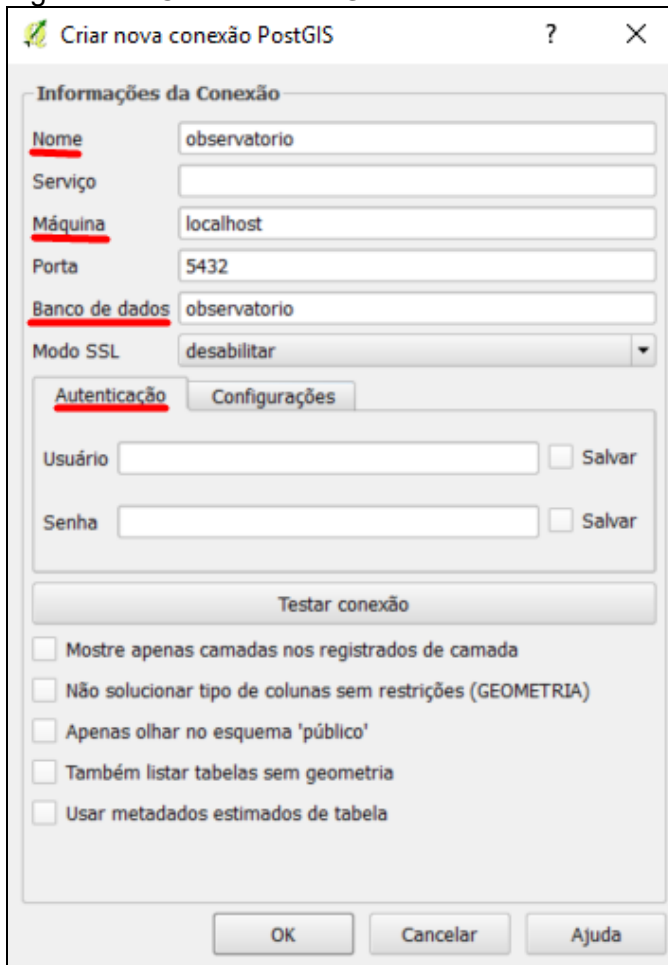 Criar nova conexão PostGIS ?
Informações da Conexão
Nome observatorio
Serviço
Máquina localhost
Porta 5432
Banco de dados observatorio
Modo SSL desabilitar
Autenticação Configurações
Usuário Salvar
Senha Salvar
Testar conexão
Mostre apenas camadas nos registrados de camada
Não solucionar tipo de colunas sem restrições (GEOMETRIA)
Apenas olhar no esquema 'público'
Também listar tabelas sem geometria
Usar metadados estimados de tabela
OK Cancelar Ajuda